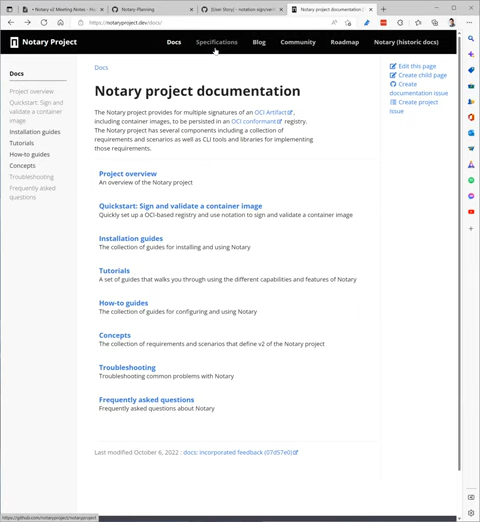 Notary v2 Meeting Notes - Ho
Notary-Planning
[User Story] - notation sign/veri
Notary project documentation |
https://notaryproject.dev/docs/
Notary Project
Docs
Specifications
Blog
Community
Roadmap
Notary (historic docs)
Docs
Project overview
Quickstart: Sign and
validate a container
image
Installation guides
Tutorials
How-to guides
Concepts
Troubleshooting
Frequently asked
questions
Docs
Notary project documentation
The Notary project provides for multiple signatures of an OCI Artifact,
including container images, to be persisted in an OCI conformant registry.
The Notary project has several components including a collection of
requirements and scenarios as well as CLI tools and libraries for implementing
those requirements.
Project overview
An overview of the Notary project
Quickstart: Sign and validate a container image
Quickly set up a OCI-based registry and use notation to sign and validate a container image
Installation guides
The collection of guides for installing and using Notary
Tutorials
A set of guides that walks you through using the different capabilities and features of Notary
How-to guides
The collection of guides for configuring and using Notary
Concepts
The collection of requirements and scenarios that define v2 of the Notary project
Troubleshooting
Troubleshooting common problems with Notary
Frequently asked questions
Frequently asked questions about Notary
Last modified October 6, 2022 : docs: incorporated feedback (07d57e0)
Edit this page
Create child page
Create
documentation issue
Create project
issue
https://github.com/notaryproject/notaryproject